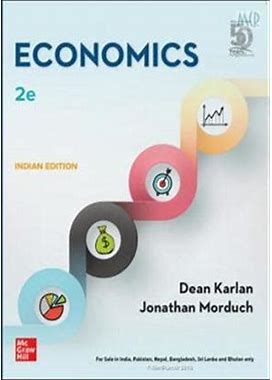 50
ECONOMICS
2e
INDIAN EDITION
Dean Karlan
Jonathan Morduch
Mc
Graw
Hill
For Sale in India, Pakistan, Nepal, Bangladesh, Sri Lanka and Bhutan only